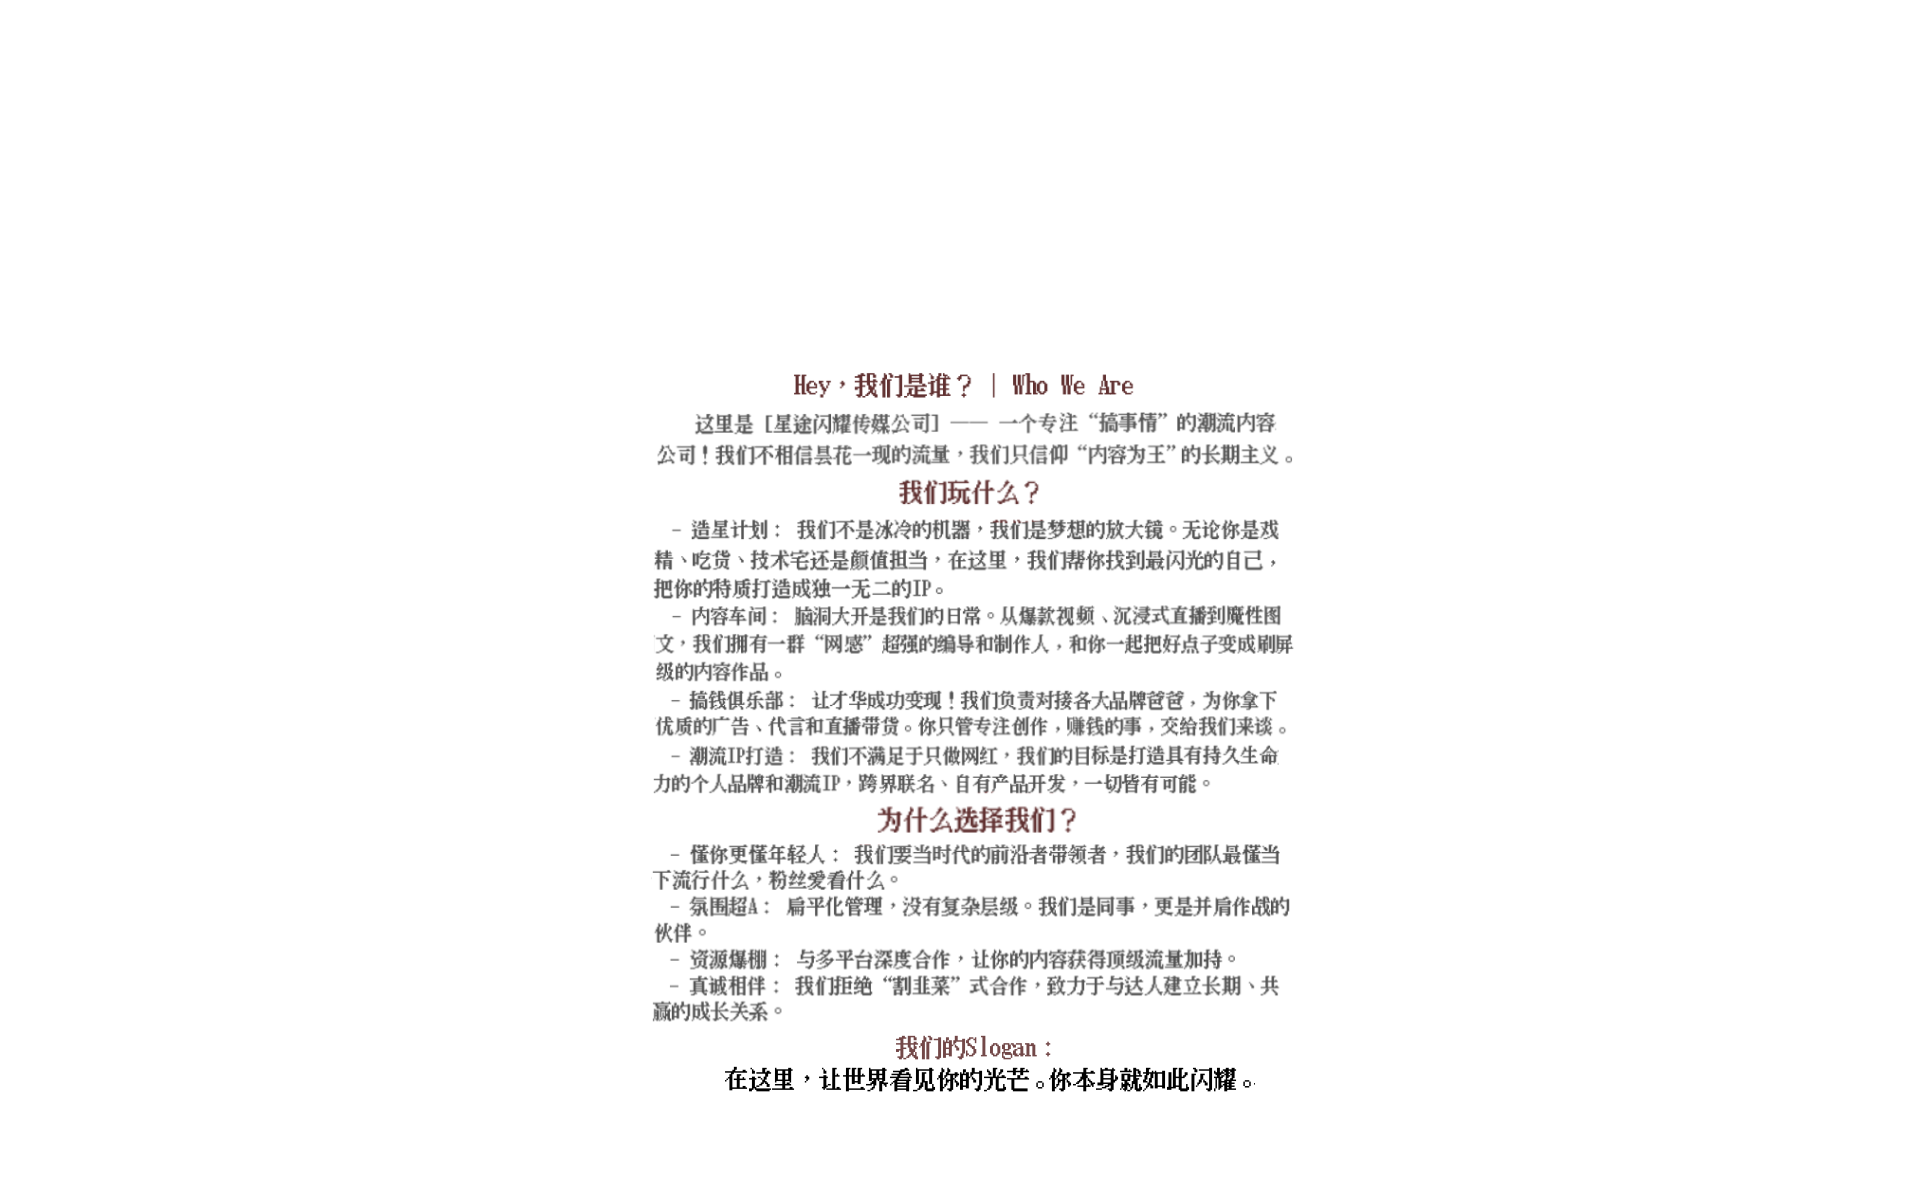 Hey，我们是谁？ | Who We Are
这里是 [星途闪耀传媒公司] —— 一个专注 “搞事情” 的潮流内容
公司！我们不相信昙花一现的流量，我们只信仰 “内容为王” 的长期主义。
我们玩什么？
- 造星计划： 我们不是冰冷的机器，我们是梦想的放大镜。无论你是戏
精、吃货、技术宅还是颜值担当，在这里，我们帮你找到最闪光的自己，
把你的特质打造成独一无二的IP。
- 内容车间： 脑洞大开是我们的日常。从爆款视频、沉浸式直播到魔性图
文，我们拥有一群 “网感” 超强的编导和制作人，和你一起把好点子变成刷屏
级的内容作品。
- 搞钱俱乐部： 让才华成功变现！我们负责对接各大品牌爸爸，为你拿下
优质的广告、代言和直播带货。你只管专注创作，赚钱的事，交给我们来谈。
- 潮流IP打造： 我们不满足于只做网红，我们的目标是打造具有持久生命
力的个人品牌和潮流IP，跨界联名、自有产品开发，一切皆有可能。
为什么选择我们？
- 懂你更懂年轻人： 我们要当时代的前沿者带领者，我们的团队最懂当
下流行什么，粉丝爱看什么。
- 氛围超A： 扁平化管理，没有复杂层级。我们是同事，更是并肩作战的
伙伴。
- 资源爆棚： 与多平台深度合作，让你的内容获得顶级流量加持。
- 真诚相伴： 我们拒绝 “割韭菜” 式合作，致力于与达人建立长期、共
赢的成长关系。
我们的Slogan：
在这里，让世界看见你的光芒。你本身就如此闪耀。